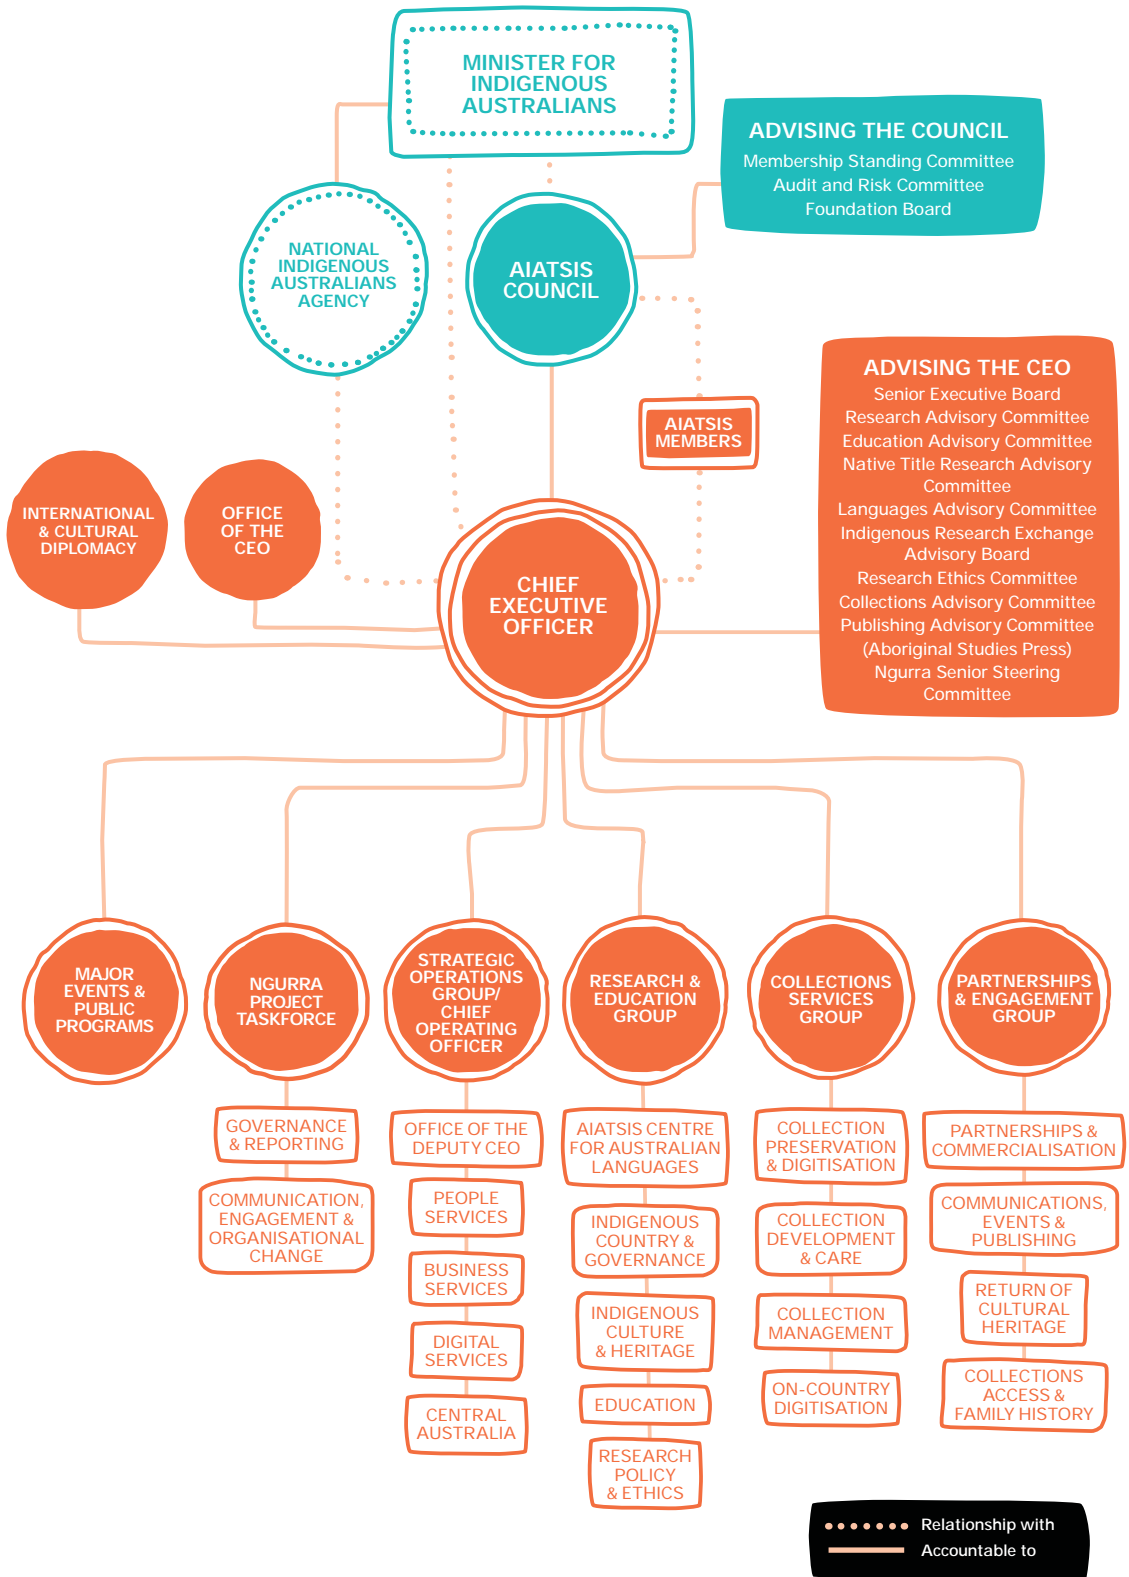 MINISTER FOR
INDIGENOUS
AUSTRALIANS
ADVISING THE COUNCIL
Membership Standing Committee
Audit and Risk Committee
Foundation Board
NATIONAL
INDIGENOUS
AUSTRALIANS
AGENCY
AIATSIS
COUNCIL
AIATSIS
MEMBERS
ADVISING THE CEO
Senior Executive Board
Research Advisory Committee
Education Advisory Committee
Native Title Research Advisory
Committee
Languages Advisory Committee
Indigenous Research Exchange
Advisory Board
Research Ethics Committee
Collections Advisory Committee
Publishing Advisory Committee
(Aboriginal Studies Press)
Ngurra Senior Steering
Committee
INTERNATIONAL
& CULTURAL
DIPLOMACY
OFFICE
OF THE
CEO
CHIEF
EXECUTIVE
OFFICER
MAJOR
EVENTS &
PUBLIC
PROGRAMS
NGURRA
PROJECT
TASKFORCE
GOVERNANCE
& REPORTING
COMMUNICATION,
ENGAGEMENT &
ORGANISATIONAL
CHANGE
STRATEGIC
OPERATIONS
GROUP/
CHIEF
OPERATING
OFFICER
OFFICE OF THE
DEPUTY CEO
PEOPLE
SERVICES
BUSINESS
SERVICES
DIGITAL
SERVICES
CENTRAL
AUSTRALIA
RESEARCH &
EDUCATION
GROUP
AIATSIS CENTRE
FOR AUSTRALIAN
LANGUAGES
INDIGENOUS
COUNTRY &
GOVERNANCE
INDIGENOUS
CULTURE
& HERITAGE
EDUCATION
RESEARCH
POLICY
& ETHICS
COLLECTIONS
SERVICES
GROUP
COLLECTION
PRESERVATION
& DIGITISATION
COLLECTION
DEVELOPMENT
& CARE
COLLECTION
MANAGEMENT
ON-COUNTRY
DIGITISATION
PARTNERSHIPS
& ENGAGEMENT
GROUP
PARTNERSHIPS &
COMMERCIALISATION
COMMUNICATIONS,
EVENTS &
PUBLISHING
RETURN OF
CULTURAL
HERITAGE
COLLECTIONS
ACCESS &
FAMILY HISTORY
Relationship with
Accountable to